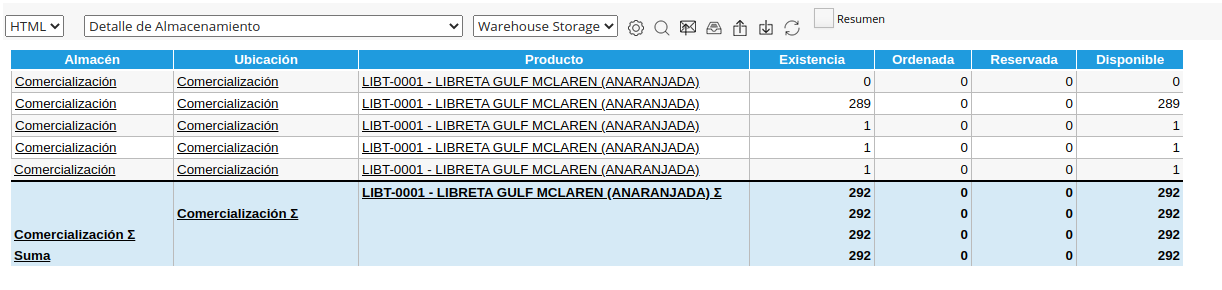 HTML Detalle de Almacenamiento Warehouse Storage Resumen
Almacén Ubicación Producto Existencia Ordenada Reservada Disponible
Comercialización Comercialización LIBT-0001 - LIBRETA GULF MCLAREN (ANARANJADA) 0 0 0 0
Comercialización Comercialización LIBT-0001 - LIBRETA GULF MCLAREN (ANARANJADA) 289 0 0 289
Comercialización Comercialización LIBT-0001 - LIBRETA GULF MCLAREN (ANARANJADA) 1 0 0 1
Comercialización Comercialización LIBT-0001 - LIBRETA GULF MCLAREN (ANARANJADA) 1 0 0 1
Comercialización Comercialización LIBT-0001 - LIBRETA GULF MCLAREN (ANARANJADA) 1 0 0 1
LIBT-0001 - LIBRETA GULF MCLAREN (ANARANJADA) Σ 292 0 0 292
Comercialización Σ 292 0 0 292
Comercialización Σ 292 0 0 292
Suma 292 0 0 292